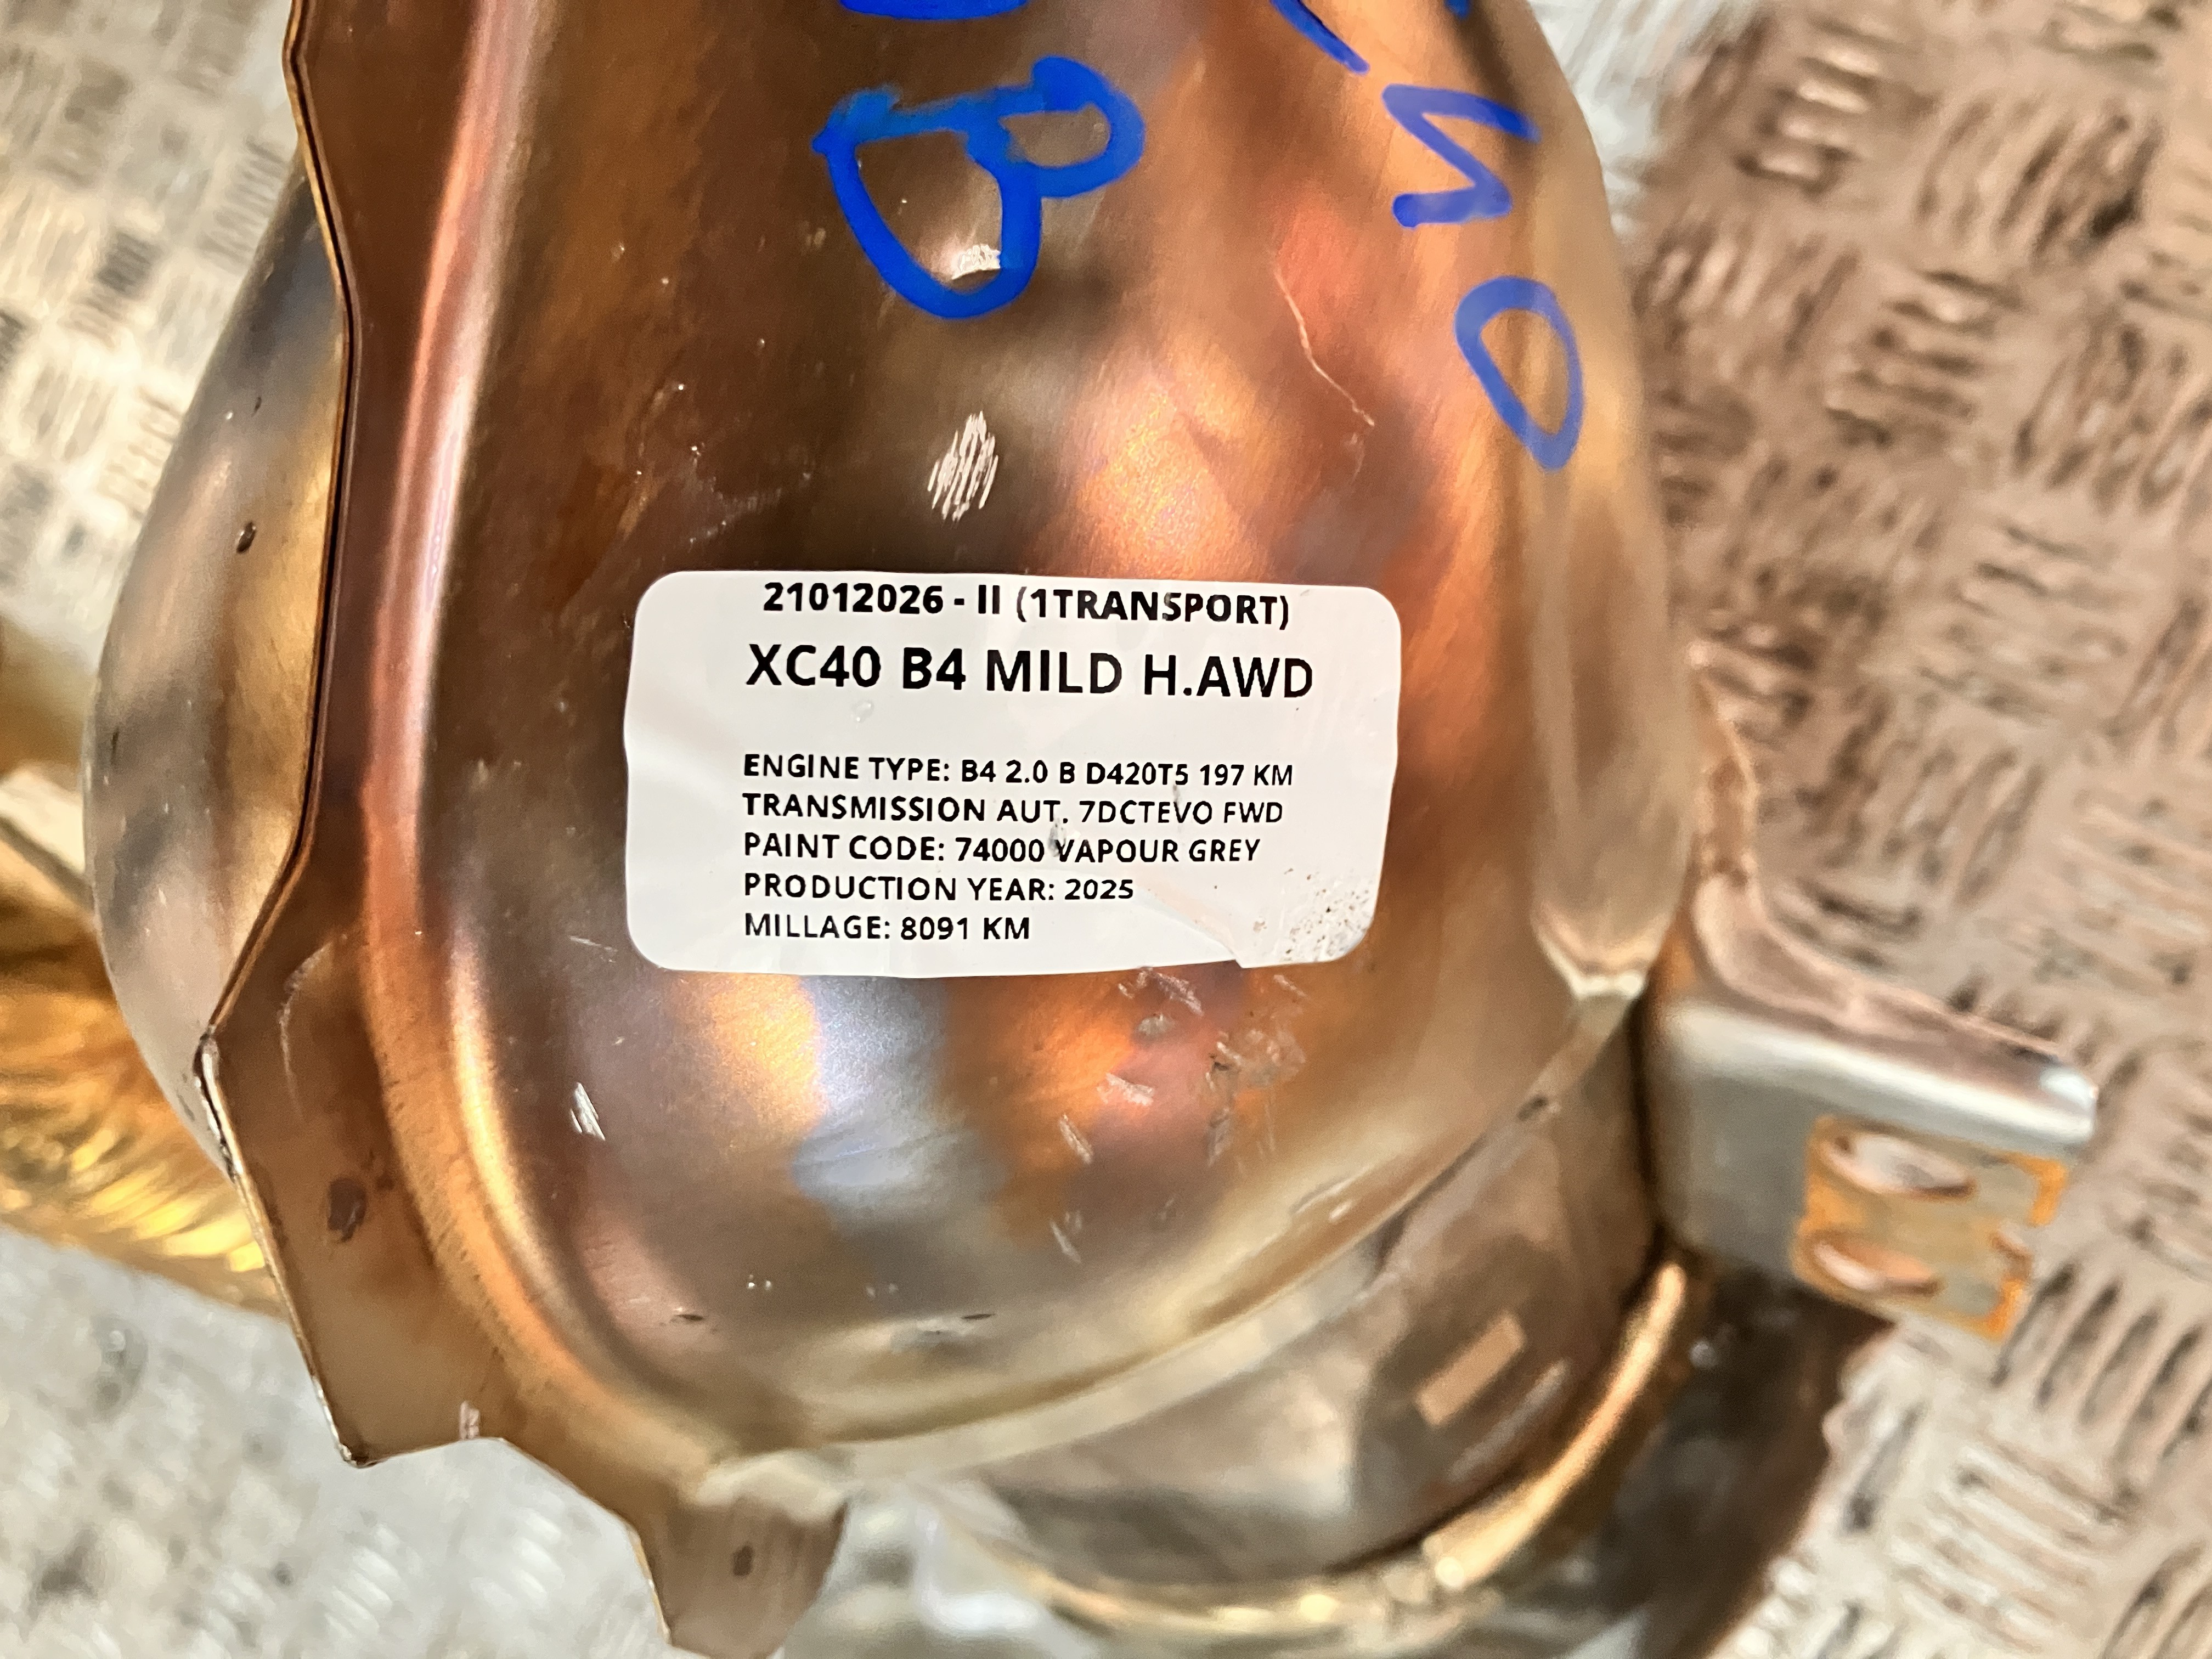 21012026 - II (1TRANSPORT)
XC40 B4 MILD H.AWD
ENGINE TYPE: B4 2.0 B D420T5 197 KM
TRANSMISSION AUT. 7DCTEVO FWD
PAINT CODE: 74000 VAPOUR GREY
PRODUCTION YEAR: 2025
MILLAGE: 8091 KM